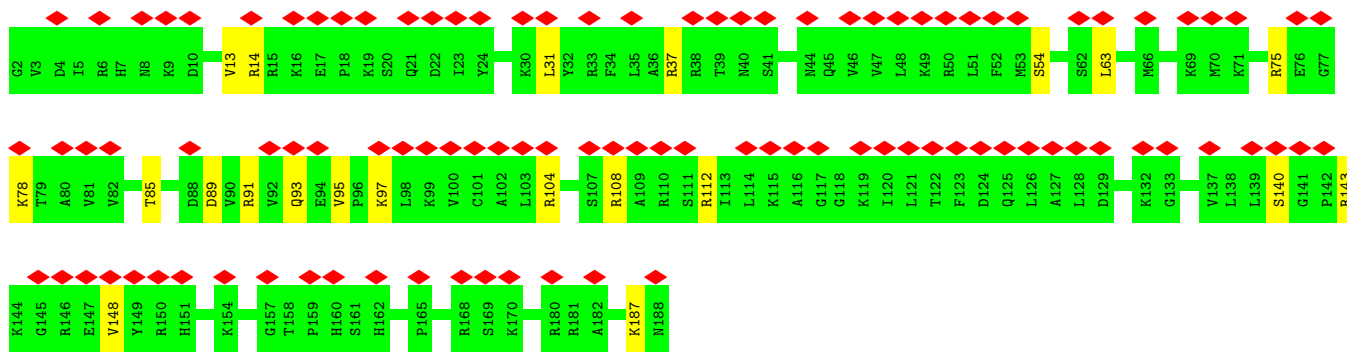 G2 V3 D4 I5 R6 H7 N8 K9 D10 V13 R14 R15 K16 E17 P18 K19 S20 Q21 D22 I23 Y24 K30 L31 Y32 R33 F34 L35 A36 R37 R38 T39 N40 S41 N44 Q45 V46 V47 L48 K49 R50 L51 F52 M53 S54 S62 L63 M66 K69 M70 K71 R75 E76 G77
K78 T79 A80 V81 V82 T85 D88 D89 V90 R91 V92 Q93 E94 V95 P96 K97 L98 K99 V100 C101 A102 L103 R104 S107 R108 A109 R110 S111 R112 I113 L114 K115 A116 G117 G118 K119 I120 L121 T122 F123 D124 Q125 L126 A127 L128 D129 K132 G133 V137 L138 L139 S140 G141 P142 R143
K144 G145 R146 E147 V148 Y149 R150 H151 K154 G157 T158 P159 H160 S161 H162 P165 R168 S169 K170 R180 R181 A182 K187 N188